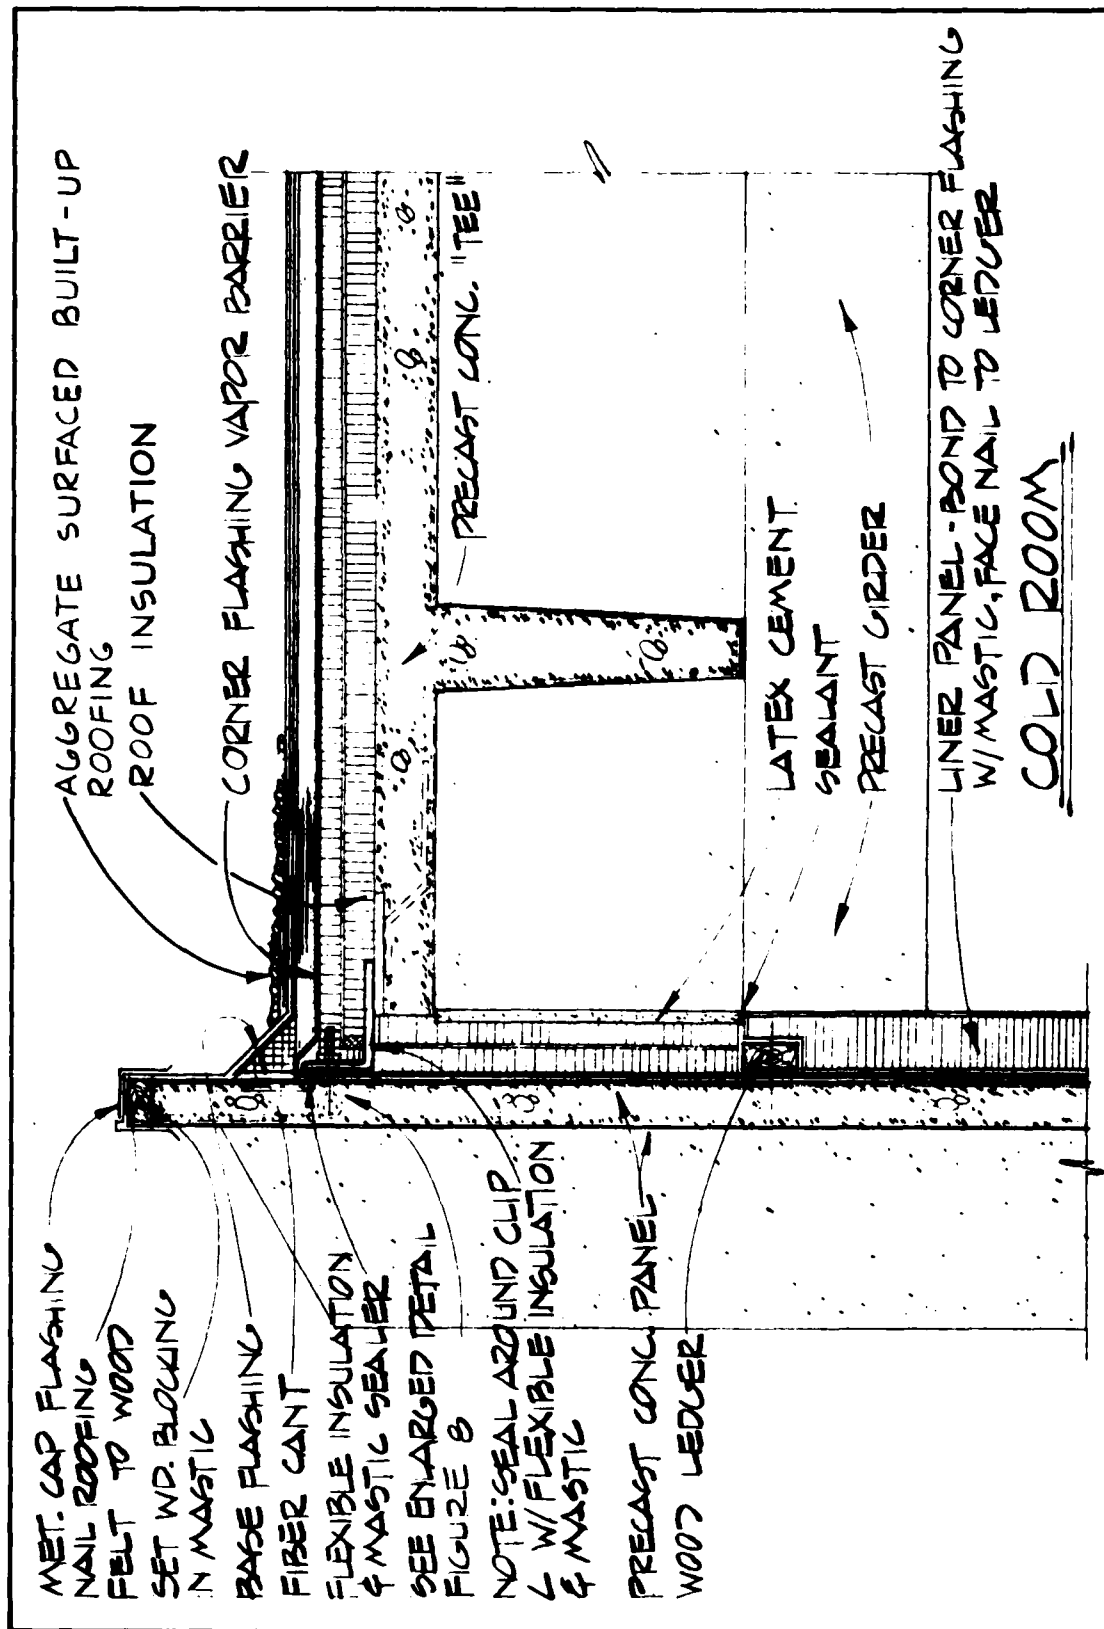 AGGREGATE SURFACED BUILT-UP
ROOFING
ROOF INSULATION
CORNER FLASHING VAPOR BARRIER
PRECAST CONC. "TEE"
LATEX CEMENT
SEALANT
PRECAST GIRDER
LINER PANEL-BOND TO CORNER FLASHING
W/MASTIC, FACE NAIL TO LEDGER
COLD ROOM
MET. CAP FLASHING
NAIL ROOFING
FELT TO WOOD
SET WD. BLOCKING
IN MASTIC
BASE FLASHING
FIBER CANT
FLEXIBLE INSULATION
& MASTIC SEALER
SEE ENLARGED DETAIL
FIGURE 8
NOTE: SEAL AROUND CLIP
L W/ FLEXIBLE INSULATION
& MASTIC
PRECAST CONC. PANEL
WOOD LEDGER